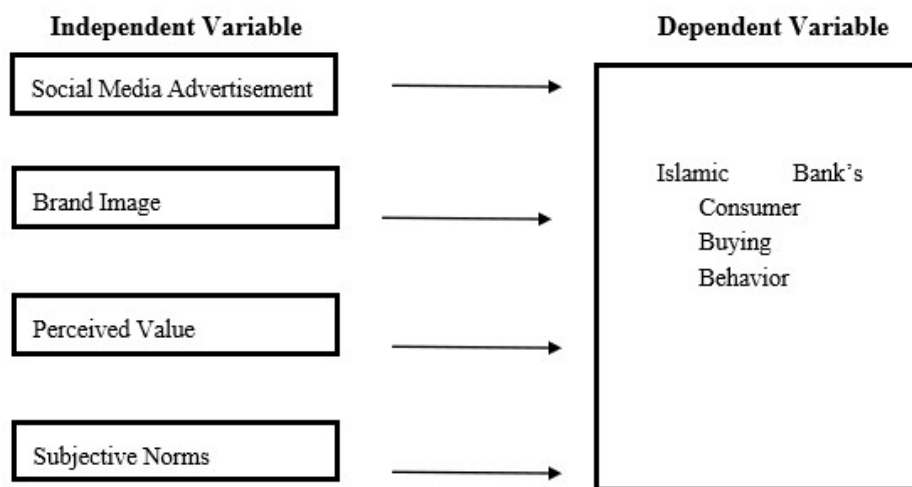 Independent Variable
Dependent Variable
Social Media Advertisement
Brand Image
Perceived Value
Subjective Norms
Islamic Bank’s
Consumer
Buying
Behavior